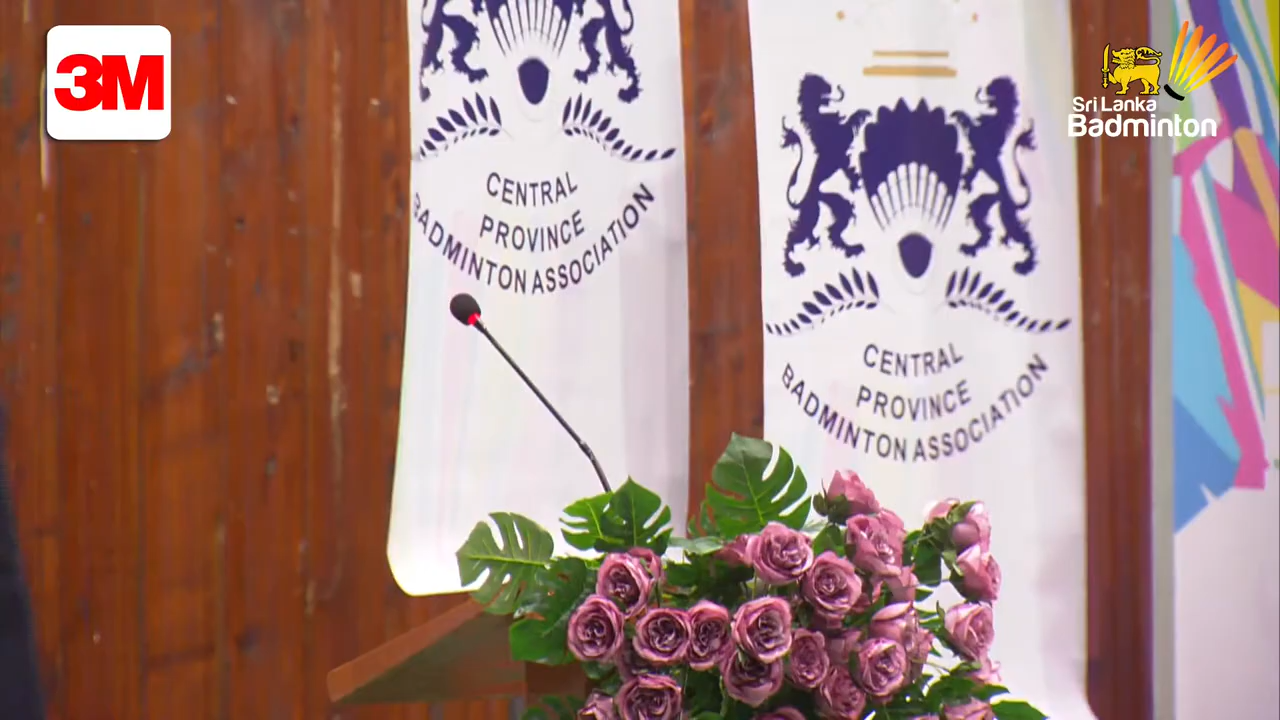 3M
Sri Lanka
Badminton
CENTRAL
PROVINCE
BADMINTON ASSOCIATION
CENTRAL
PROVINCE
BADMINTON ASSOCIATION